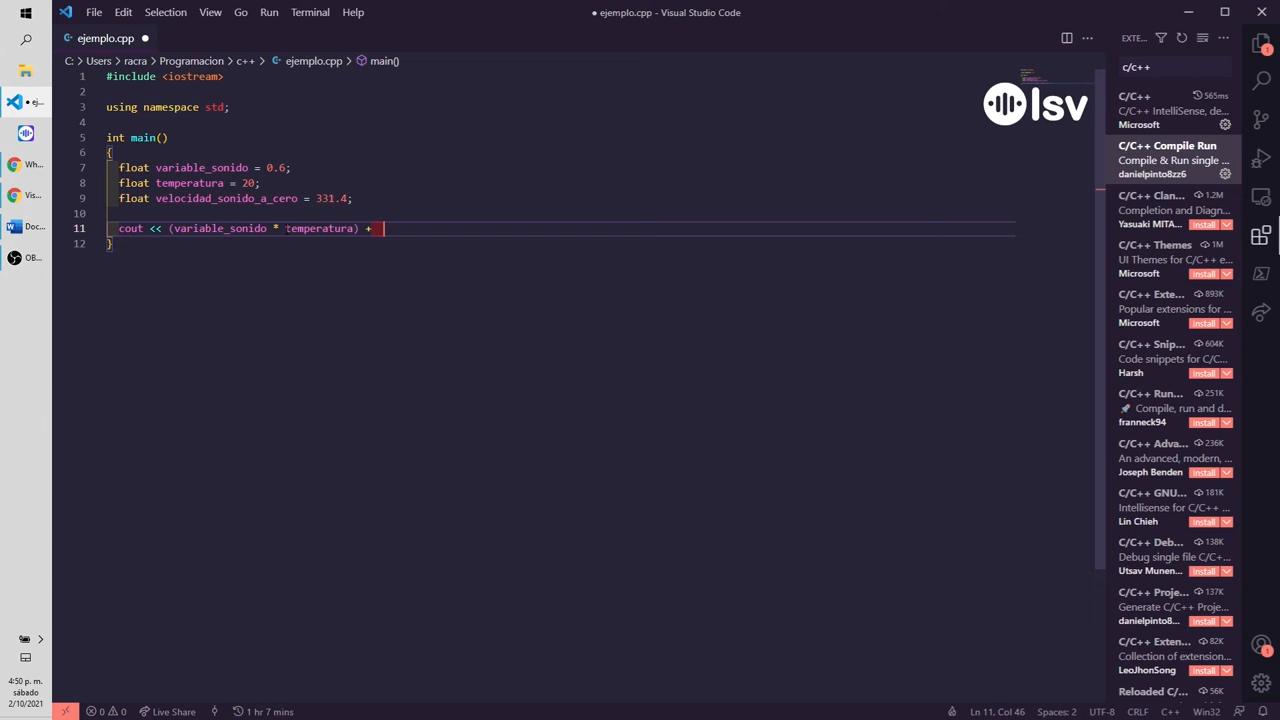 File Edit Selection View Go Run Terminal Help
● ejemplo.cpp - Visual Studio Code
ejemplo.cpp ●
EXTE...
C: > Users > racra > Programacion > c++ > ejemplo.cpp > main()
1 #include <iostream>
2
3 using namespace std;
4
5 int main()
6 {
7 float variable_sonido = 0.6;
8 float temperatura = 20;
9 float velocidad_sonido_a_cero = 331.4;
10
11 cout << (variable_sonido * temperatura) +
12 }
lsv
c/c++
C/C++ 565ms
C/C++ IntelliSense, de...
Microsoft
C/C++ Compile Run
Compile & Run single ...
danielpinto8zz6
C/C++ Clan... 1.2M
Completion and Diagn...
Yasuaki MITA... Install
C/C++ Themes 1M
UI Themes for C/C++ e...
Microsoft Install
C/C++ Exte... 893K
Popular extensions for ...
Microsoft Install
C/C++ Snip... 604K
Code snippets for C/C...
Harsh Install
C/C++ Run... 251K
🚀 Compile, run and d...
franneck94 Install
C/C++ Adva... 236K
An advanced, modern, ...
Joseph Benden Install
C/C++ GNU... 181K
Intellisense for C/C++ ...
Lin Chieh Install
C/C++ Deb... 138K
Debug single file C/C+...
Utsav Munen... Install
C/C++ Proje... 137K
Generate C/C++ Proje...
danielpinto8... Install
C/C++ Exten... 82K
Collection of extension...
LeoJhonSong Install
Reloaded C/... 56K
ej...
Wh...
Vis...
Doc...
OB...
4:50 p. m.
sábado
2/10/2021
1
1
0 0 Live Share 1 hr 7 mins
Ln 11, Col 46 Spaces: 2 UTF-8 CRLF C++ Win32